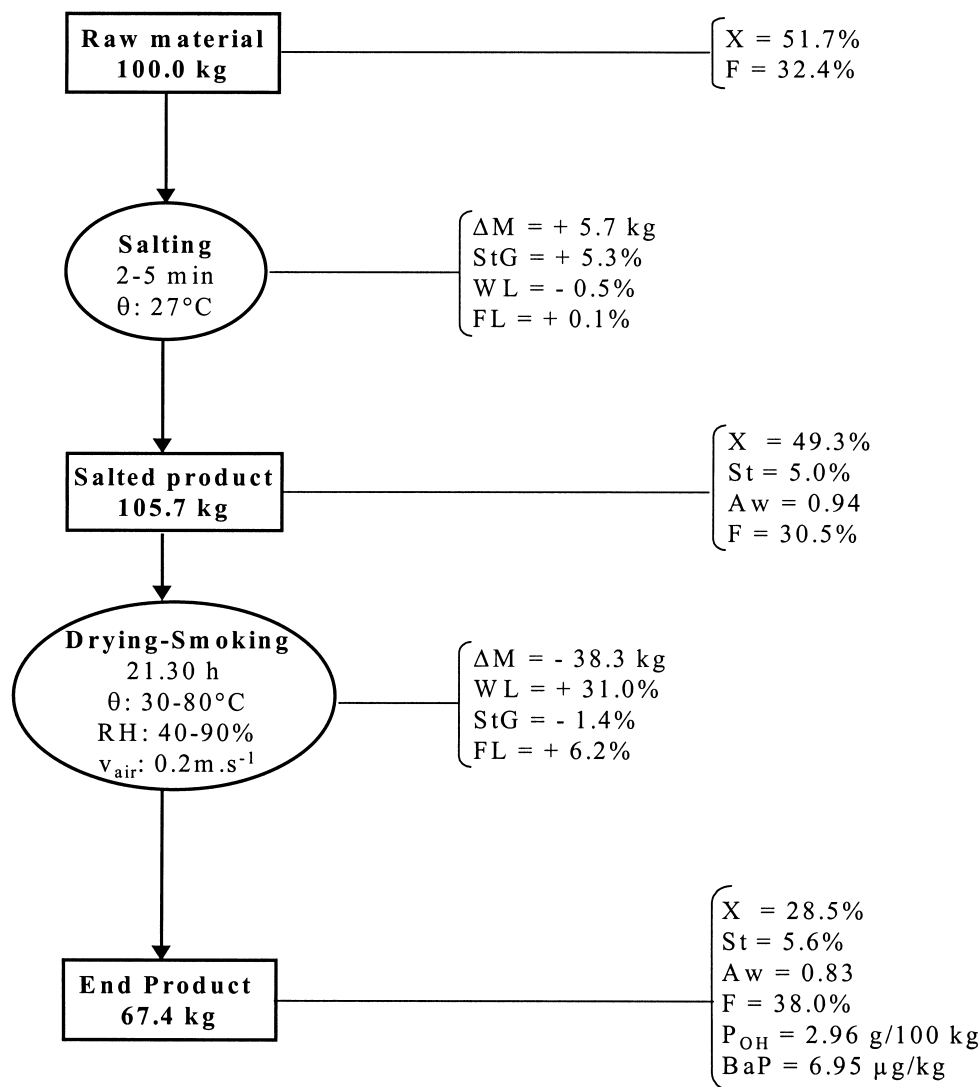 Raw material
100.0 kg
X = 51.7%
F = 32.4%
Salting
2-5 min
θ: 27°C
ΔM = + 5.7 kg
StG = + 5.3%
WL = - 0.5%
FL = + 0.1%
Salted product
105.7 kg
X = 49.3%
St = 5.0%
Aw = 0.94
F = 30.5%
Drying-Smoking
21.30 h
θ: 30-80°C
RH: 40-90%
v_air: 0.2m.s⁻¹
ΔM = - 38.3 kg
WL = + 31.0%
StG = - 1.4%
FL = + 6.2%
End Product
67.4 kg
X = 28.5%
St = 5.6%
Aw = 0.83
F = 38.0%
P_OH = 2.96 g/100 kg
BaP = 6.95 µg/kg